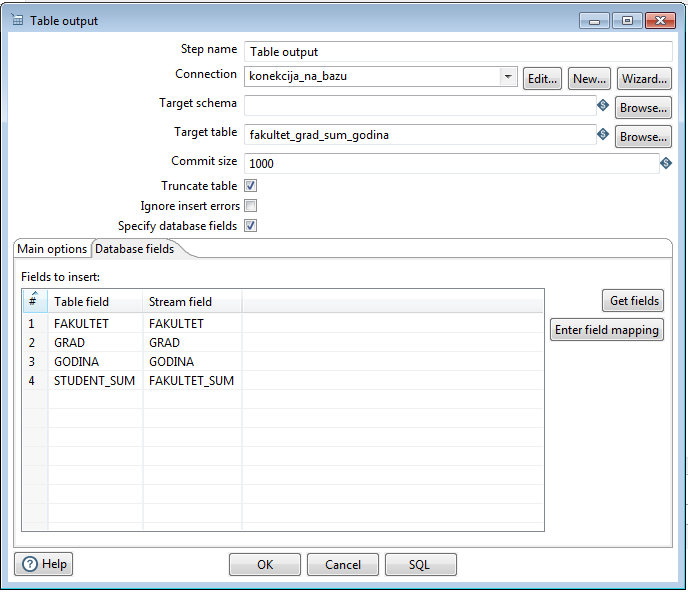 Table output
Step name Table output
Connection konekcija_na_bazu Edit... New... Wizard...
Target schema Browse...
Target table fakultet_grad_sum_godina Browse...
Commit size 1000
Truncate table
Ignore insert errors
Specify database fields
Main options Database fields
Fields to insert:
# Table field Stream field Get fields
1 FAKULTET FAKULTET
2 GRAD GRAD Enter field mapping
3 GODINA GODINA
4 STUDENT_SUM FAKULTET_SUM
Help OK Cancel SQL